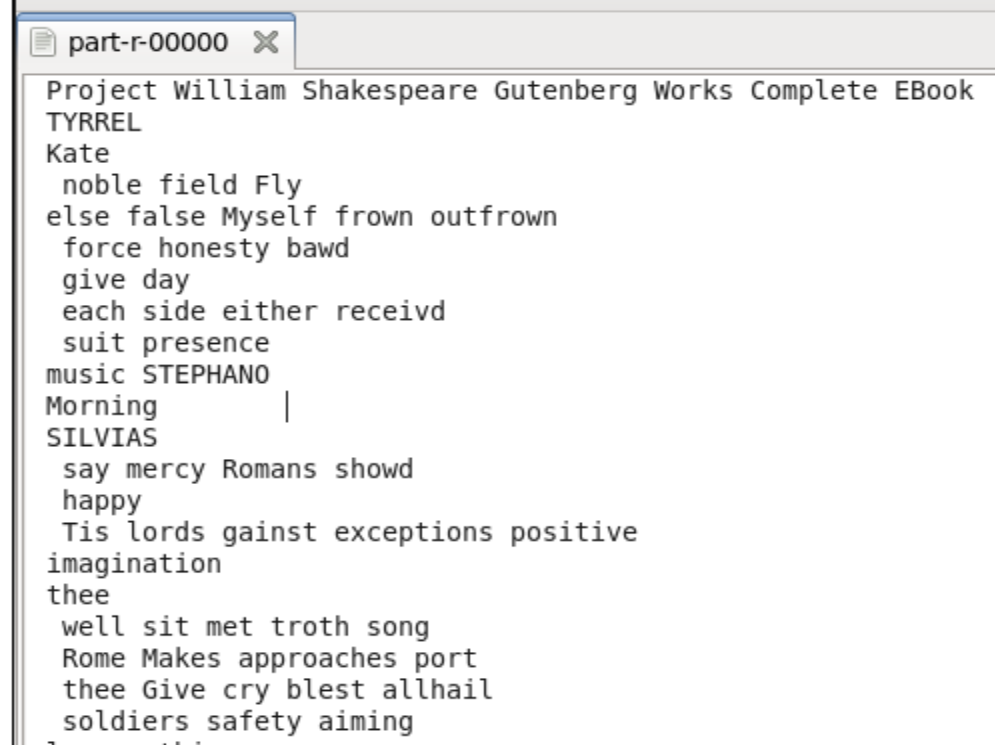 part-r-00000
Project William Shakespeare Gutenberg Works Complete EBook
TYRREL
Kate
noble field Fly
else false Myself frown outfrown
force honesty bawd
give day
each side either receivd
suit presence
music STEPHANO
Morning
SILVIAS
say mercy Romans showd
happy
Tis lords gainst exceptions positive
imagination
thee
well sit met troth song
Rome Makes approaches port
thee Give cry blest allhail
soldiers safety aiming